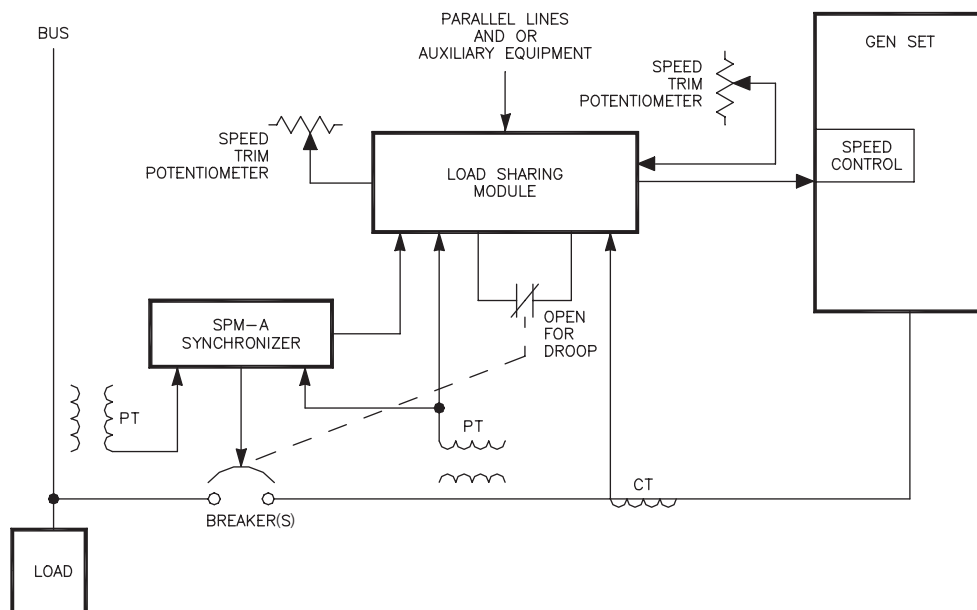 BUS
PARALLEL LINES
AND OR
AUXILIARY EQUIPMENT
SPEED
TRIM
POTENTIOMETER
GEN SET
SPEED
TRIM
POTENTIOMETER
LOAD SHARING
MODULE
SPEED
CONTROL
SPM-A
SYNCHRONIZER
OPEN
FOR
DROOP
PT
PT
CT
BREAKER(S)
LOAD